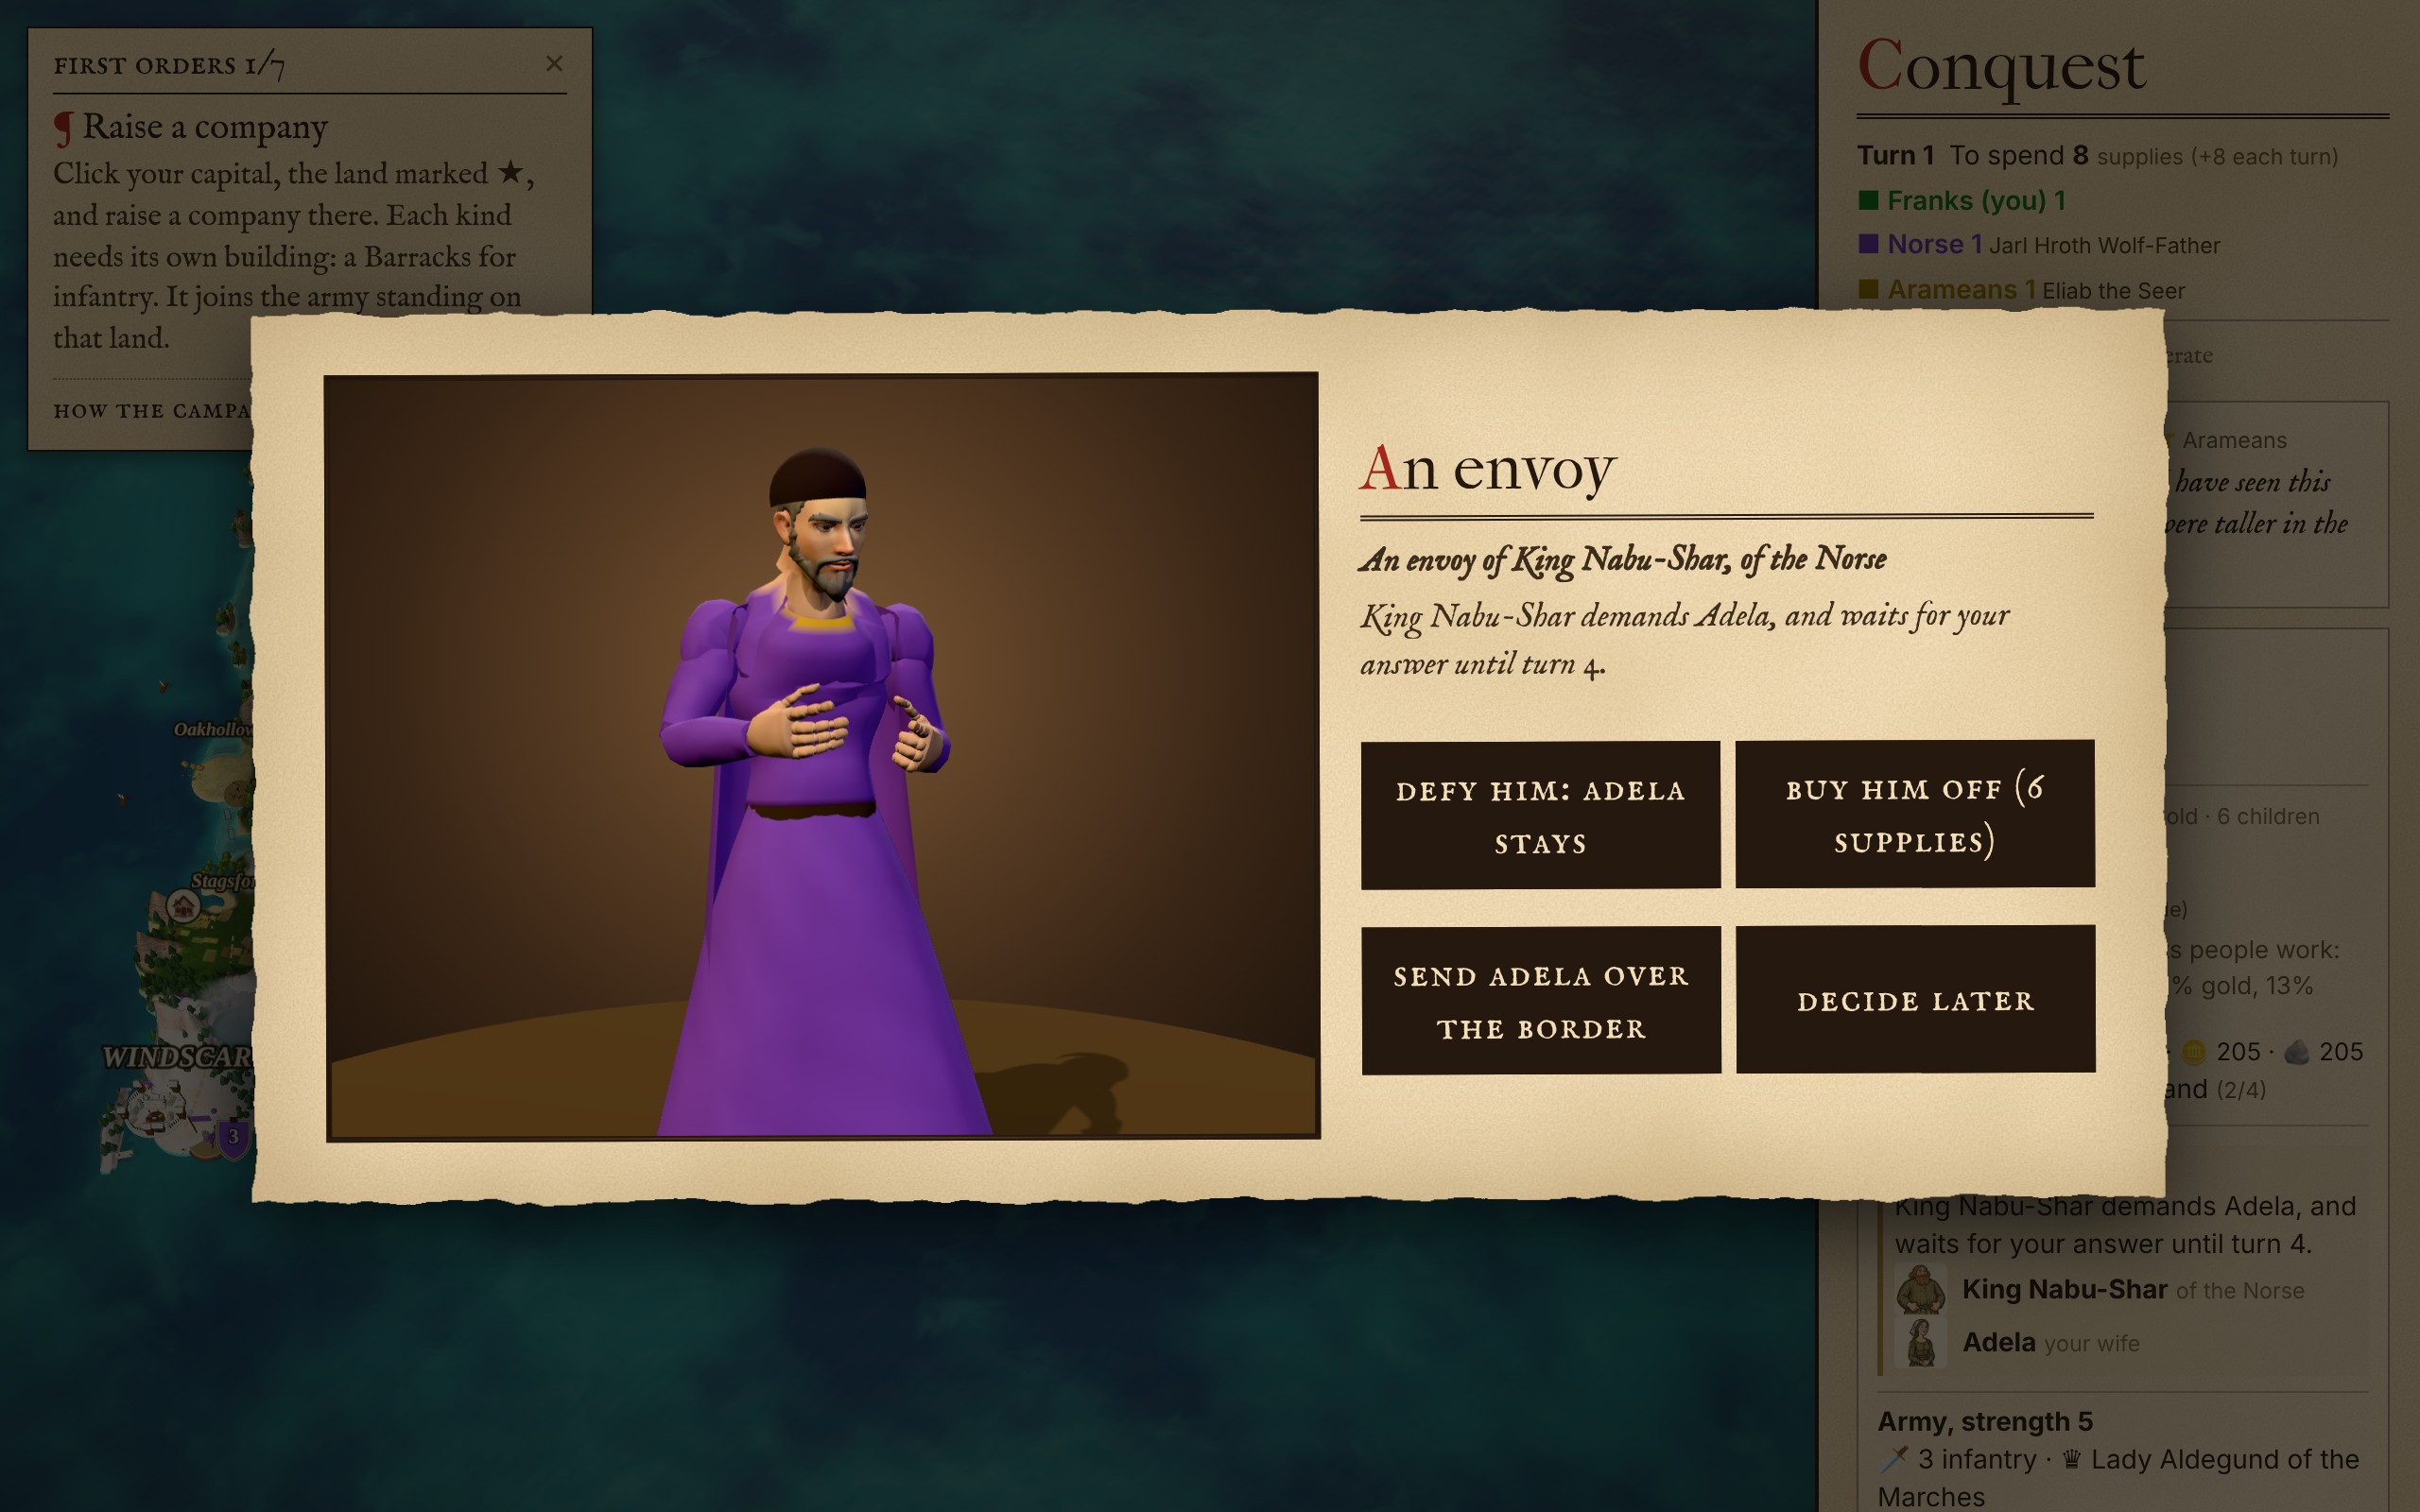 FIRST ORDERS 1/7 ×
¶ Raise a company
Click your capital, the land marked ★,
and raise a company there. Each kind
needs its own building: a Barracks for
infantry. It joins the army standing on
that land.
HOW THE CAMPA
Oakhollow
Stagsfo
WINDSCAR
3
An envoy
An envoy of King Nabu-Shar, of the Norse
King Nabu-Shar demands Adela, and waits for your
answer until turn 4.
DEFY HIM: ADELA
STAYS
BUY HIM OFF (6
SUPPLIES)
SEND ADELA OVER
THE BORDER
DECIDE LATER
Conquest
Turn 1 To spend 8 supplies (+8 each turn)
Franks (you) 1
Norse 1 Jarl Hroth Wolf-Father
Arameans 1 Eliab the Seer
Arameans
have seen this
were taller in the
old · 6 children
people work:
% gold, 13%
205 · 205
(2/4)
King Nabu-Shar demands Adela, and
waits for your answer until turn 4.
King Nabu-Shar of the Norse
Adela your wife
Army, strength 5
3 infantry · ♛ Lady Aldegund of the
Marches